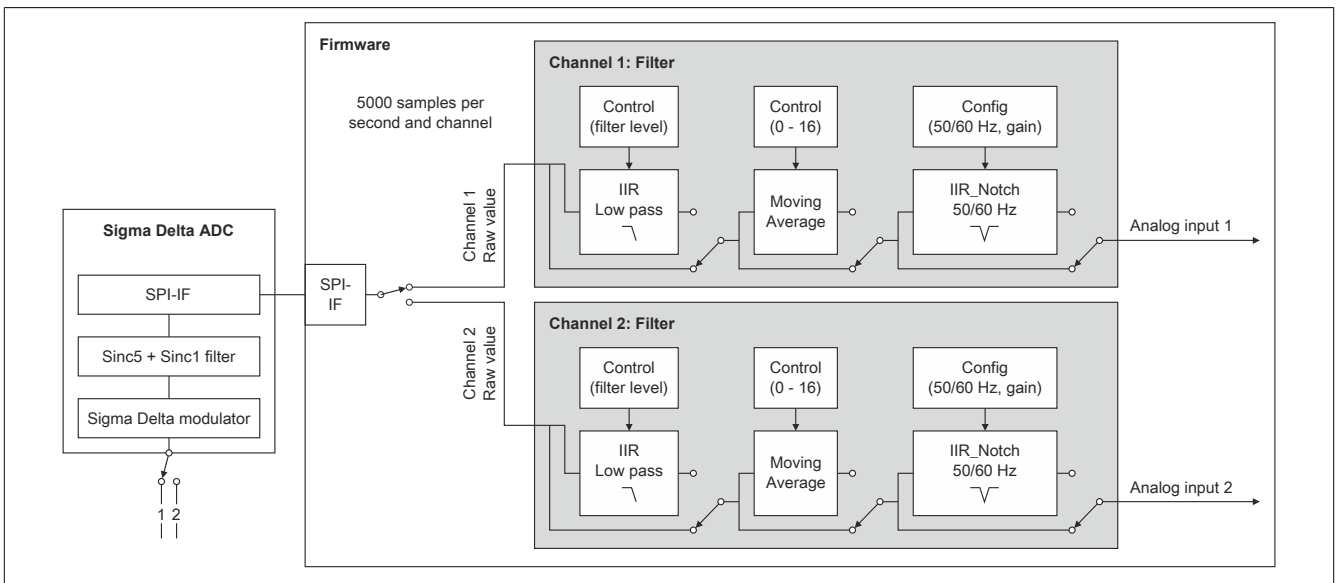 Firmware
5000 samples per
second and channel
Channel 1: Filter
Control
(filter level)
Control
(0 - 16)
Config
(50/60 Hz, gain)
IIR
Low pass
Moving
Average
IIR_Notch
50/60 Hz
Analog input 1
Channel 1
Raw value
Sigma Delta ADC
SPI-IF
Sinc5 + Sinc1 filter
Sigma Delta modulator
1 2
SPI-
IF
Channel 2
Raw value
Channel 2: Filter
Control
(filter level)
Control
(0 - 16)
Config
(50/60 Hz, gain)
IIR
Low pass
Moving
Average
IIR_Notch
50/60 Hz
Analog input 2